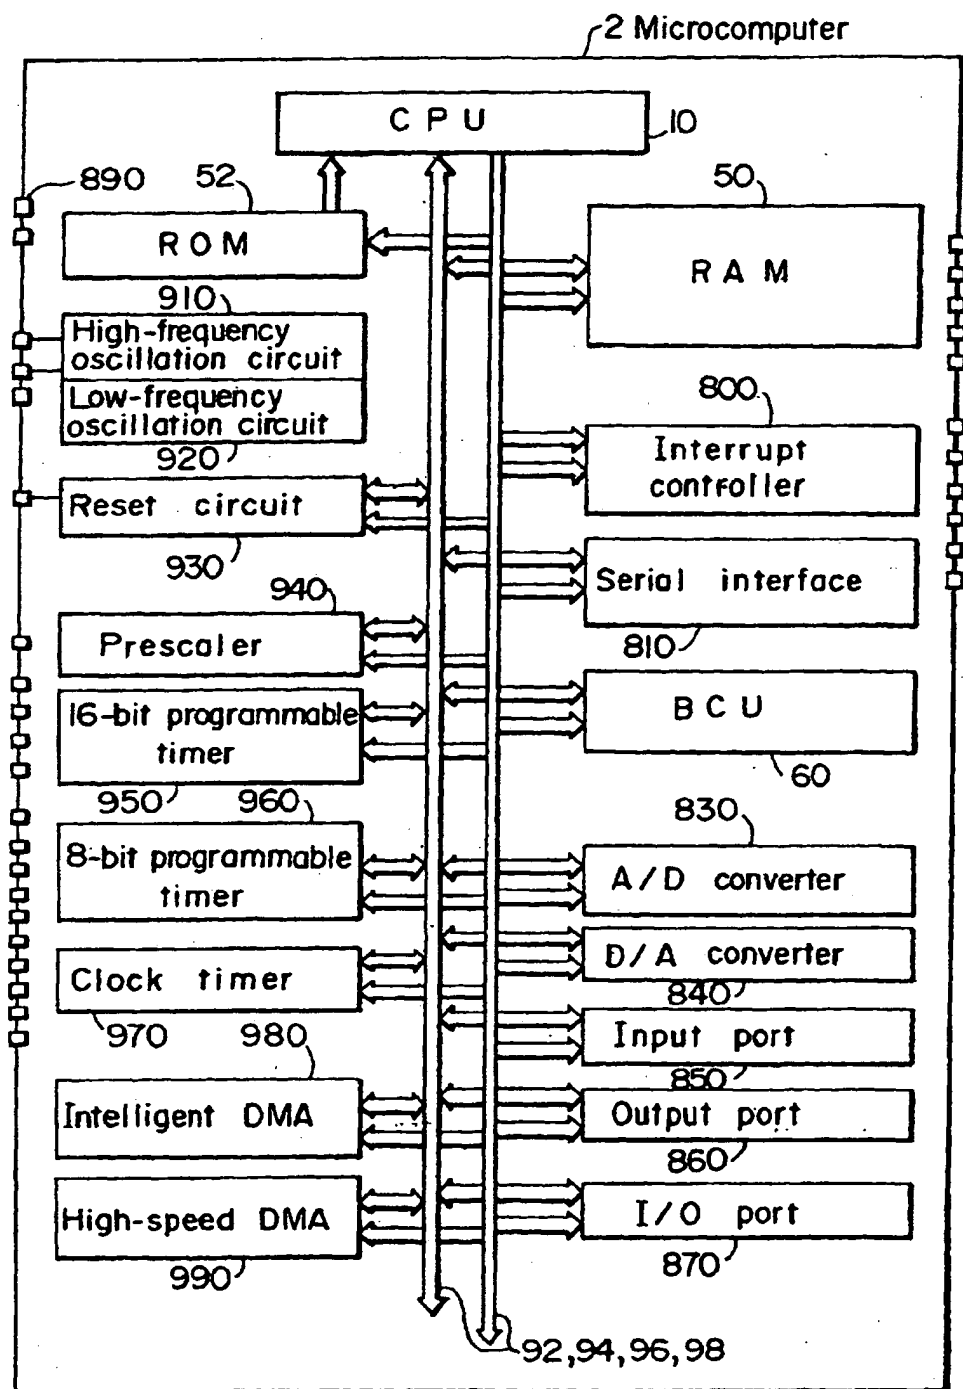 2 Microcomputer
CPU
10
890
52
ROM
50
RAM
910
High-frequency
oscillation circuit
Low-frequency
oscillation circuit
920
800
Interrupt
controller
Reset circuit
930
Serial interface
810
940
Prescaler
16-bit programmable
timer
950
BCU
60
960
8-bit programmable
timer
830
A/D converter
D/A converter
840
Clock timer
970
Input port
850
980
Intelligent DMA
Output port
860
High-speed DMA
990
I/O port
870
92,94,96,98